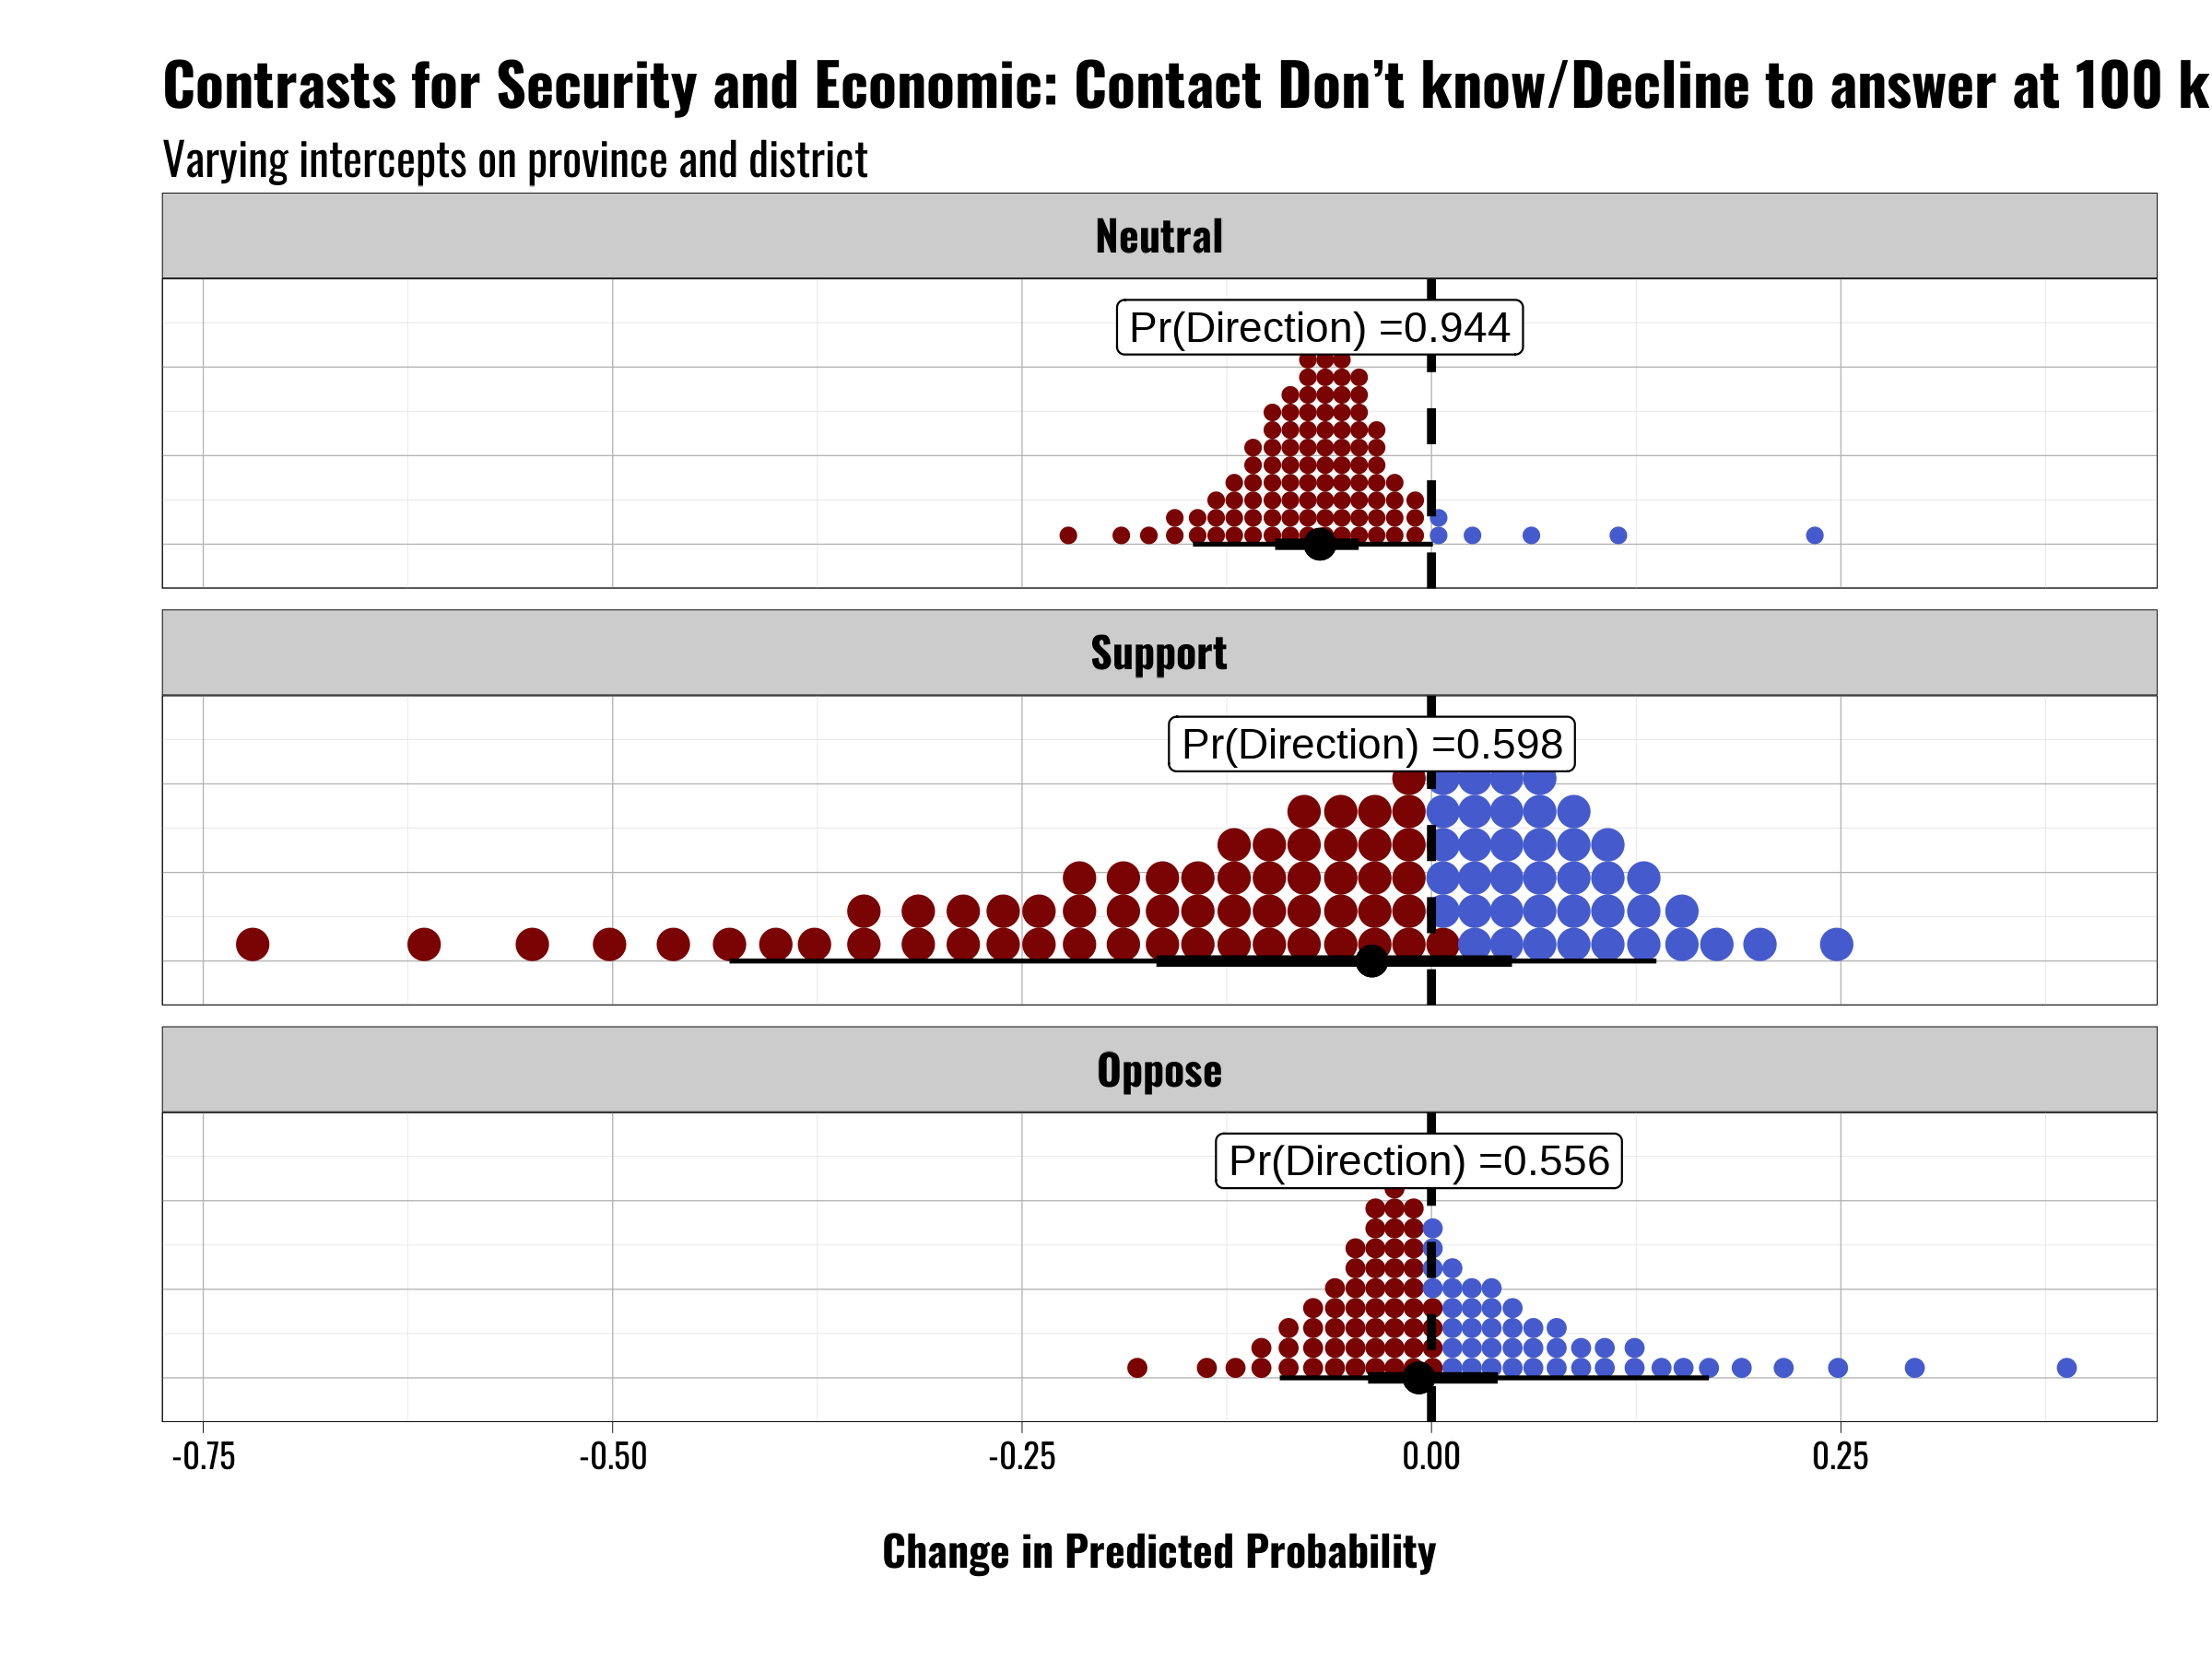 Contrasts for Security and Economic: Contact Don’t know/Decline to answer at 100 k
Varying intercepts on province and district
Neutral
Pr(Direction) =0.944
Support
Pr(Direction) =0.598
Oppose
Pr(Direction) =0.556
-0.75 -0.50 -0.25 0.00 0.25
Change in Predicted Probability